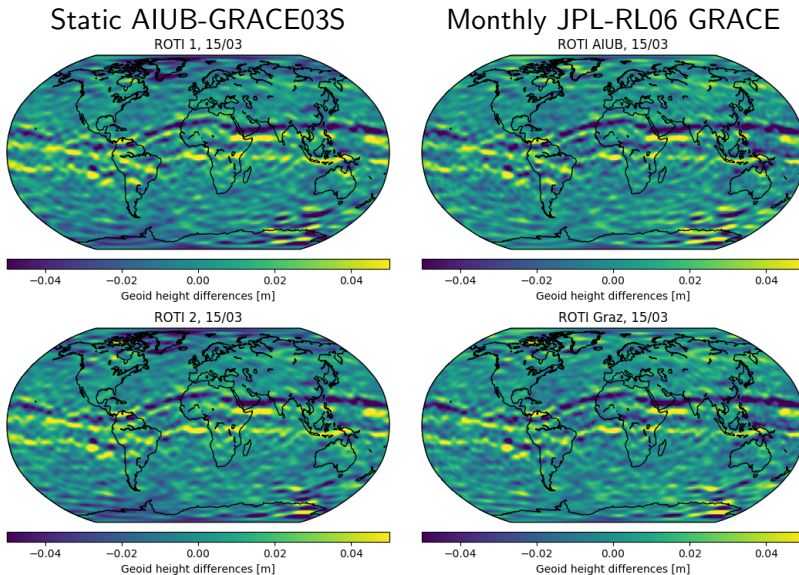 Static AIUB-GRACE03S
Monthly JPL-RL06 GRACE
ROTI 1, 15/03
ROTI AIUB, 15/03
−0.04 −0.02 0.00 0.02 0.04
Geoid height differences [m]
−0.04 −0.02 0.00 0.02 0.04
Geoid height differences [m]
ROTI 2, 15/03
ROTI Graz, 15/03
−0.04 −0.02 0.00 0.02 0.04
Geoid height differences [m]
−0.04 −0.02 0.00 0.02 0.04
Geoid height differences [m]